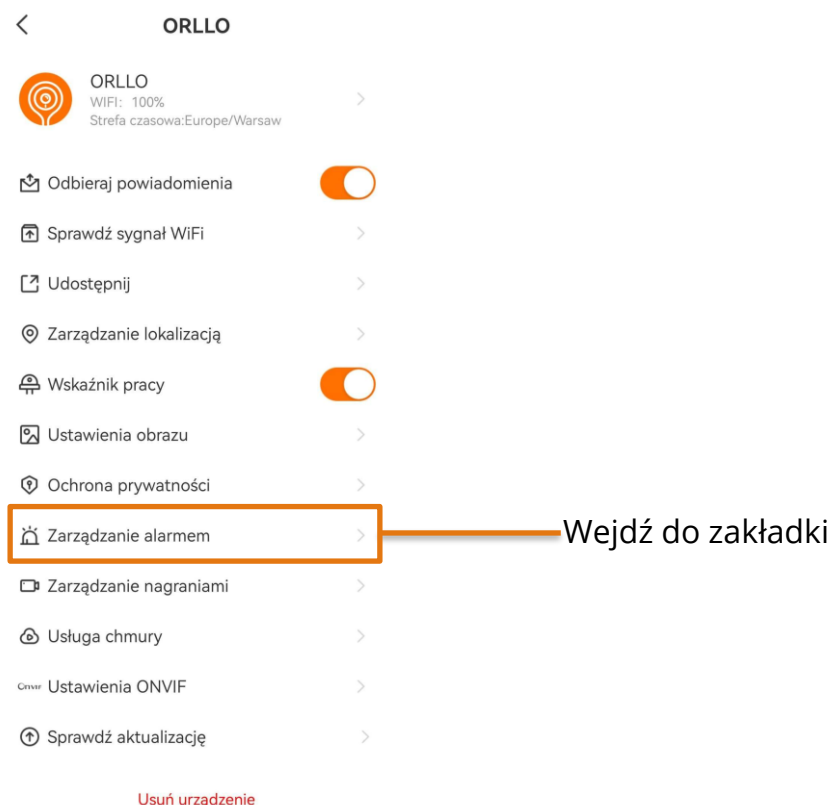 ORLLO
ORLLO
WIFI: 100%
Strefa czasowa:Europe/Warsaw
Odbieraj powiadomienia
Sprawdź sygnał WiFi
Udostępnij
Zarządzanie lokalizacją
Wskaźnik pracy
Ustawienia obrazu
Ochrona prywatności
Zarządzanie alarmem
Wejdź do zakładki
Zarządzanie nagraniami
Usługa chmury
Onvif Ustawienia ONVIF
Sprawdź aktualizację
Usuń urządzenie